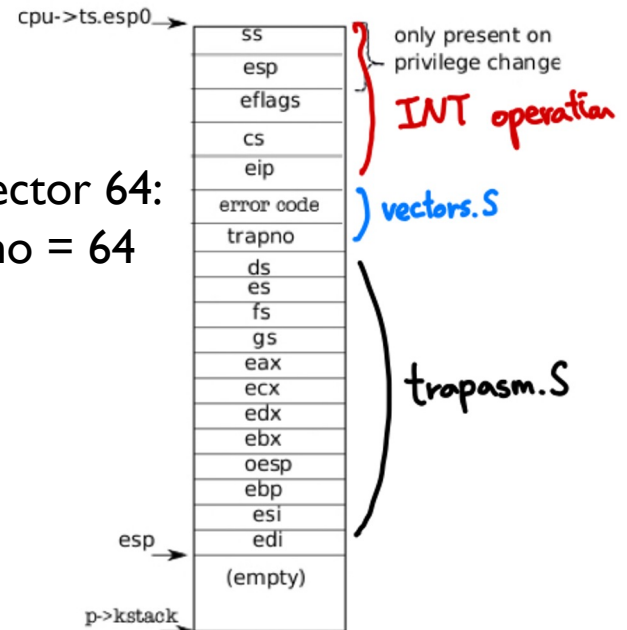 cpu->ts.esp0
ss
esp
eflags
cs
eip
error code
trapno
ds
es
fs
gs
eax
ecx
edx
ebx
oesp
ebp
esi
edi
(empty)
esp
p->kstack
only present on
privilege change
INT operation
vectors.S
trapasm.S
ector 64:
no = 64